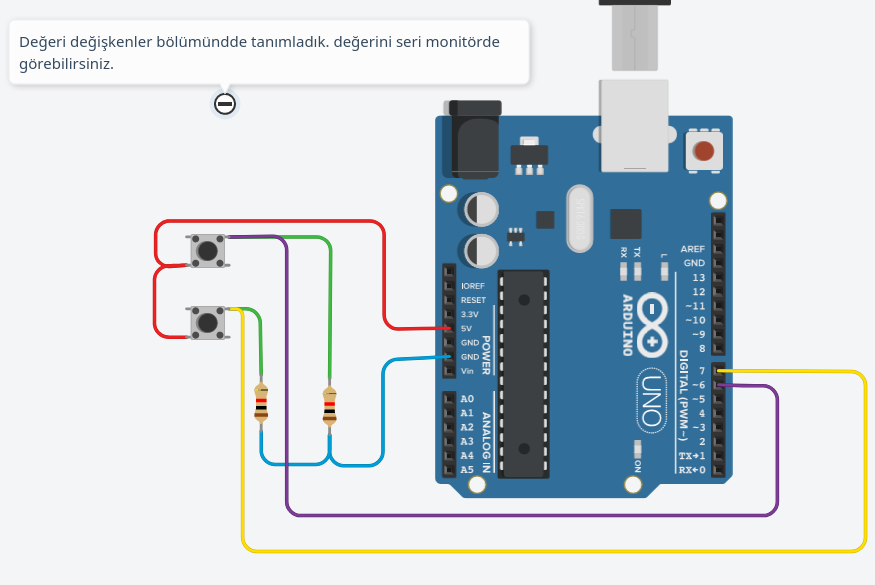 Değeri değişkenler bölümündde tanımladık. değerini seri monitörde
görebilirsiniz.
AREF
GND
13
12
~11
~10
~9
8
7
~6
~5
4
~3
2
TX→1
RX←0
RX
TX
L
IOREF
RESET
3.3V
5V
GND
GND
Vin
POWER
A0
A1
A2
A3
A4
A5
ANALOG IN
ARDUINO
UNO
DIGITAL (PWM~)
ON